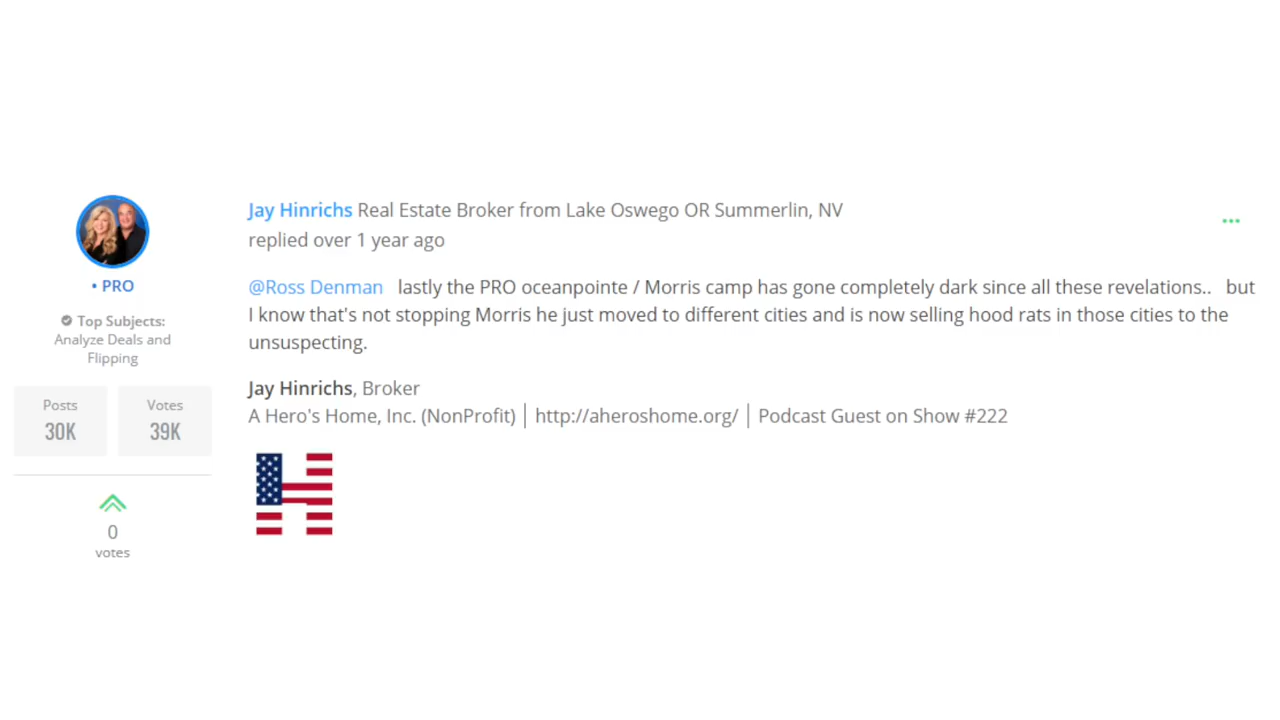 Jay Hinrichs Real Estate Broker from Lake Oswego OR Summerlin, NV
replied over 1 year ago
...
• PRO
Top Subjects:
Analyze Deals and
Flipping
Posts
30K
Votes
39K
0
votes
@Ross Denman lastly the PRO oceanpointe / Morris camp has gone completely dark since all these revelations.. but
I know that's not stopping Morris he just moved to different cities and is now selling hood rats in those cities to the
unsuspecting.
Jay Hinrichs, Broker
A Hero's Home, Inc. (NonProfit) | http://aheroshome.org/ | Podcast Guest on Show #222
H